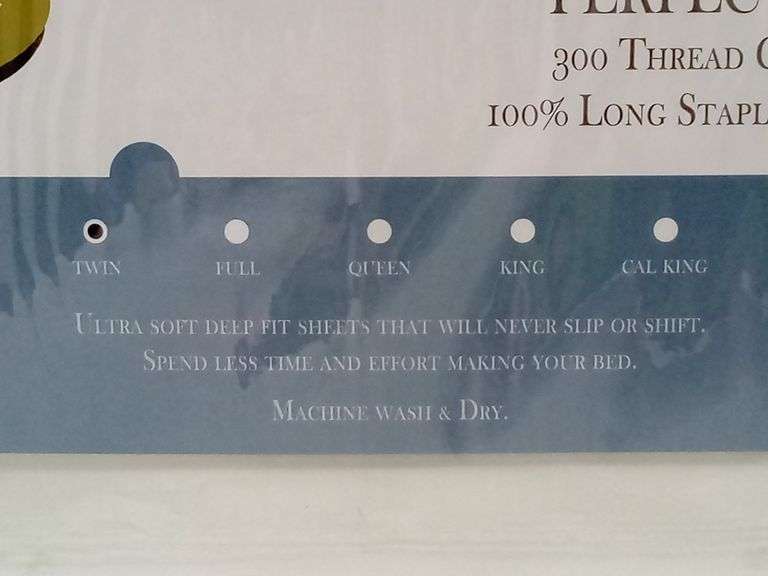 300 THREAD
100% LONG
TWIN FULL QUEEN KING CAL KING
ULTRA SOFT DEEP FIT SHEETS THAT WILL NEVER SLIP OR SHIFT.
SPEND LESS TIME AND EFFORT MAKING YOUR BED.
MACHINE WASH & DRY.